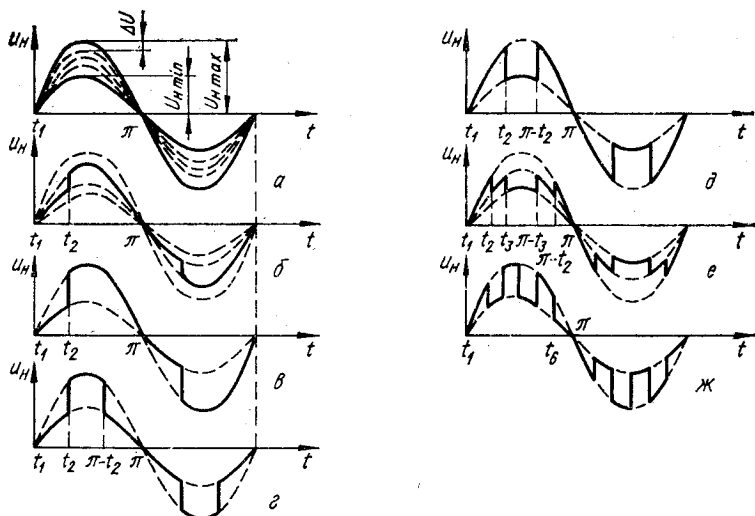 uн
ΔU
Uн min
Uн max
t₁
π
t
а
uн
t₁
t₂
π
б
uн
t₁
t₂
π
t
в
uн
t₁
t₂
π-t₂
π
t
г
uн
t₁
t₂
π-t₂
π
t
д
uн
t₁
t₂
t₃
π-t₃
π-t₂
π
t
е
uн
t₁
t₆
π
t
ж